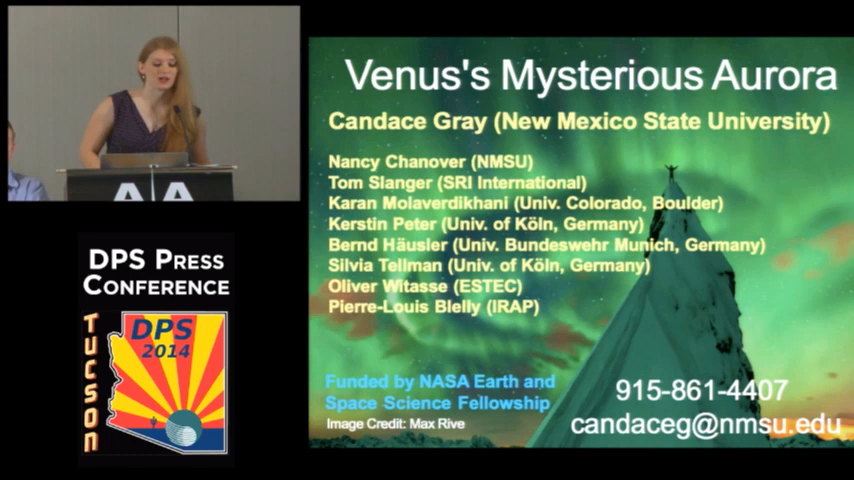 Venus's Mysterious Aurora
Candace Gray (New Mexico State University)
Nancy Chanover (NMSU)
Tom Slanger (SRI International)
Karan Molaverdikhani (Univ. Colorado, Boulder)
Kerstin Peter (Univ. of Köln, Germany)
Bernd Häusler (Univ. Bundeswehr Munich, Germany)
Silvia Tellman (Univ. of Köln, Germany)
Oliver Witasse (ESTEC)
Pierre-Louis Blelly (IRAP)
Funded by NASA Earth and
Space Science Fellowship
Image Credit: Max Rive
915-861-4407
candaceg@nmsu.edu
DPS PRESS
CONFERENCE
TUCSON
DPS
2014